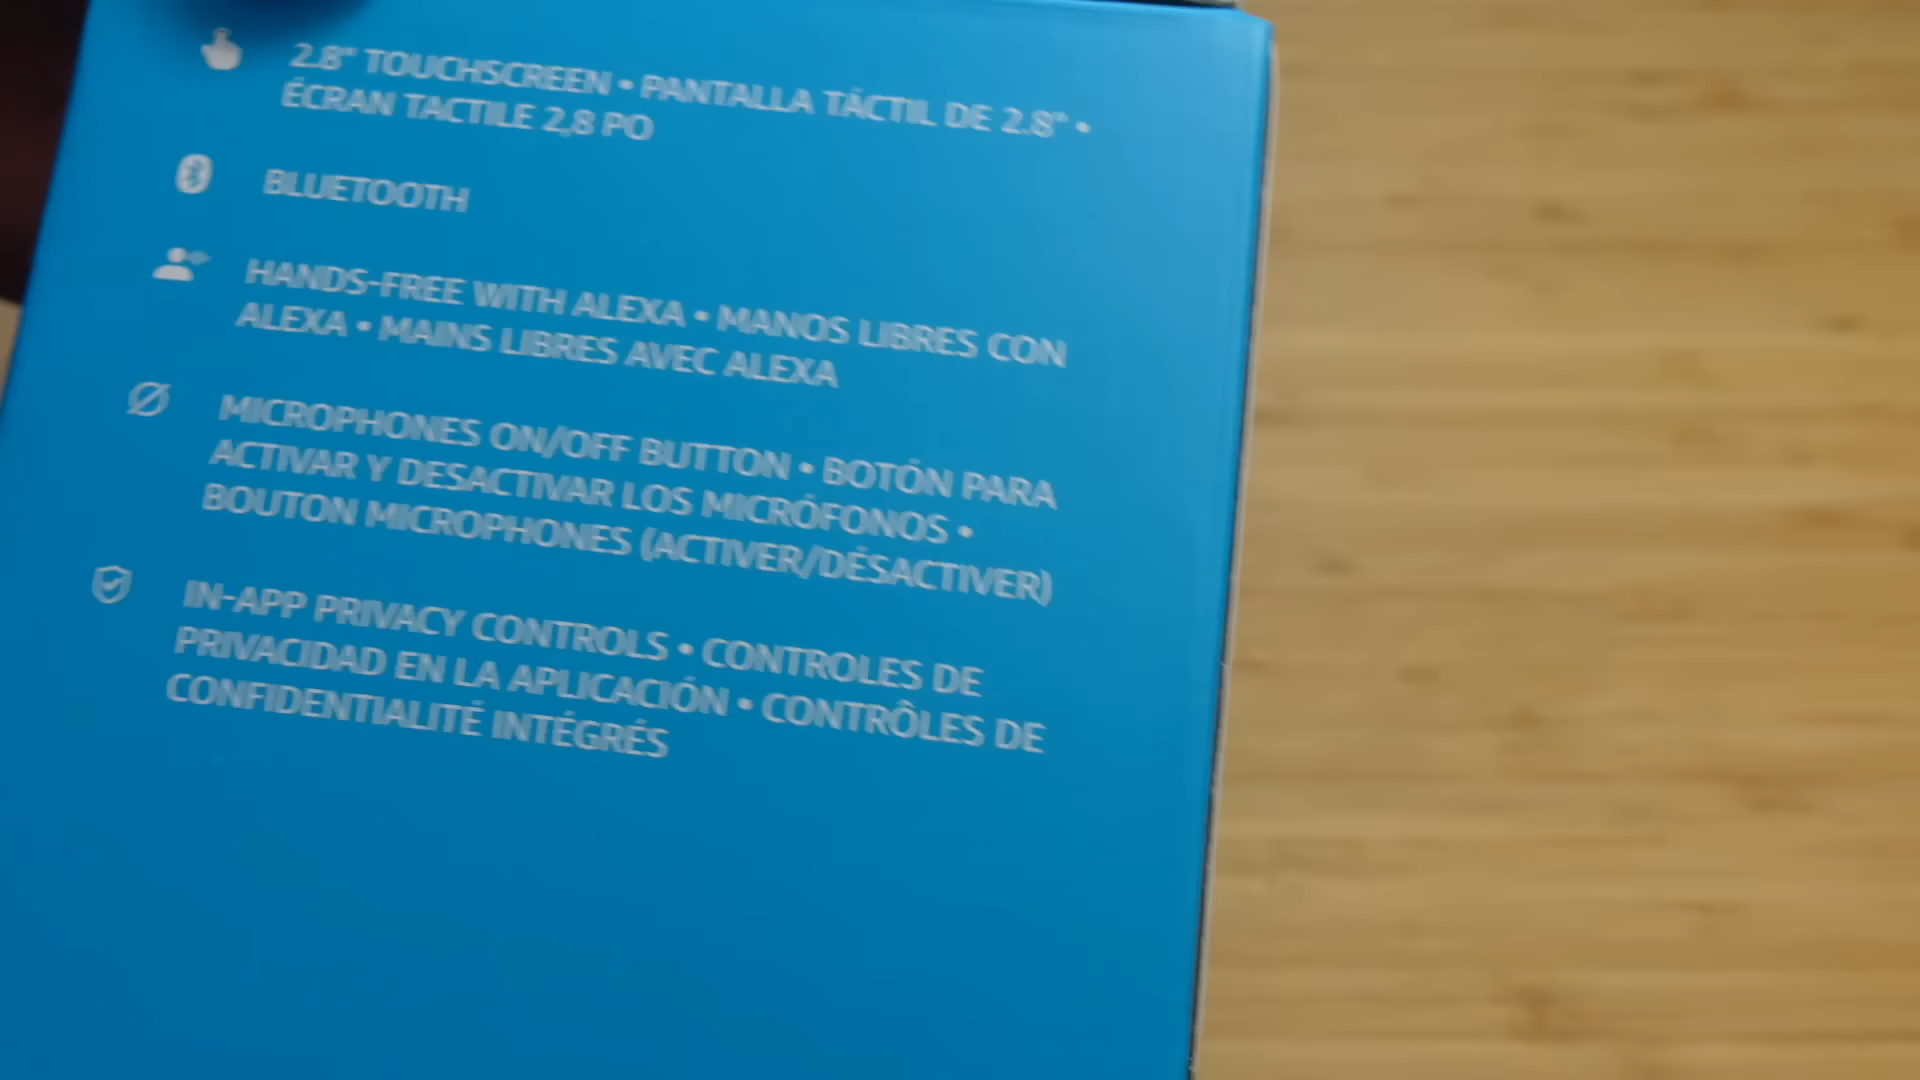 2.8" TOUCHSCREEN • PANTALLA TÁCTIL DE 2.8" •
ÉCRAN TACTILE 2,8 PO
BLUETOOTH
HANDS-FREE WITH ALEXA • MANOS LIBRES CON
ALEXA • MAINS LIBRES AVEC ALEXA
MICROPHONES ON/OFF BUTTON • BOTÓN PARA
ACTIVAR Y DESACTIVAR LOS MICRÓFONOS •
BOUTON MICROPHONES (ACTIVER/DÉSACTIVER)
IN-APP PRIVACY CONTROLS • CONTROLES DE
PRIVACIDAD EN LA APLICACIÓN • CONTRÔLES DE
CONFIDENTIALITÉ INTÉGRÉS